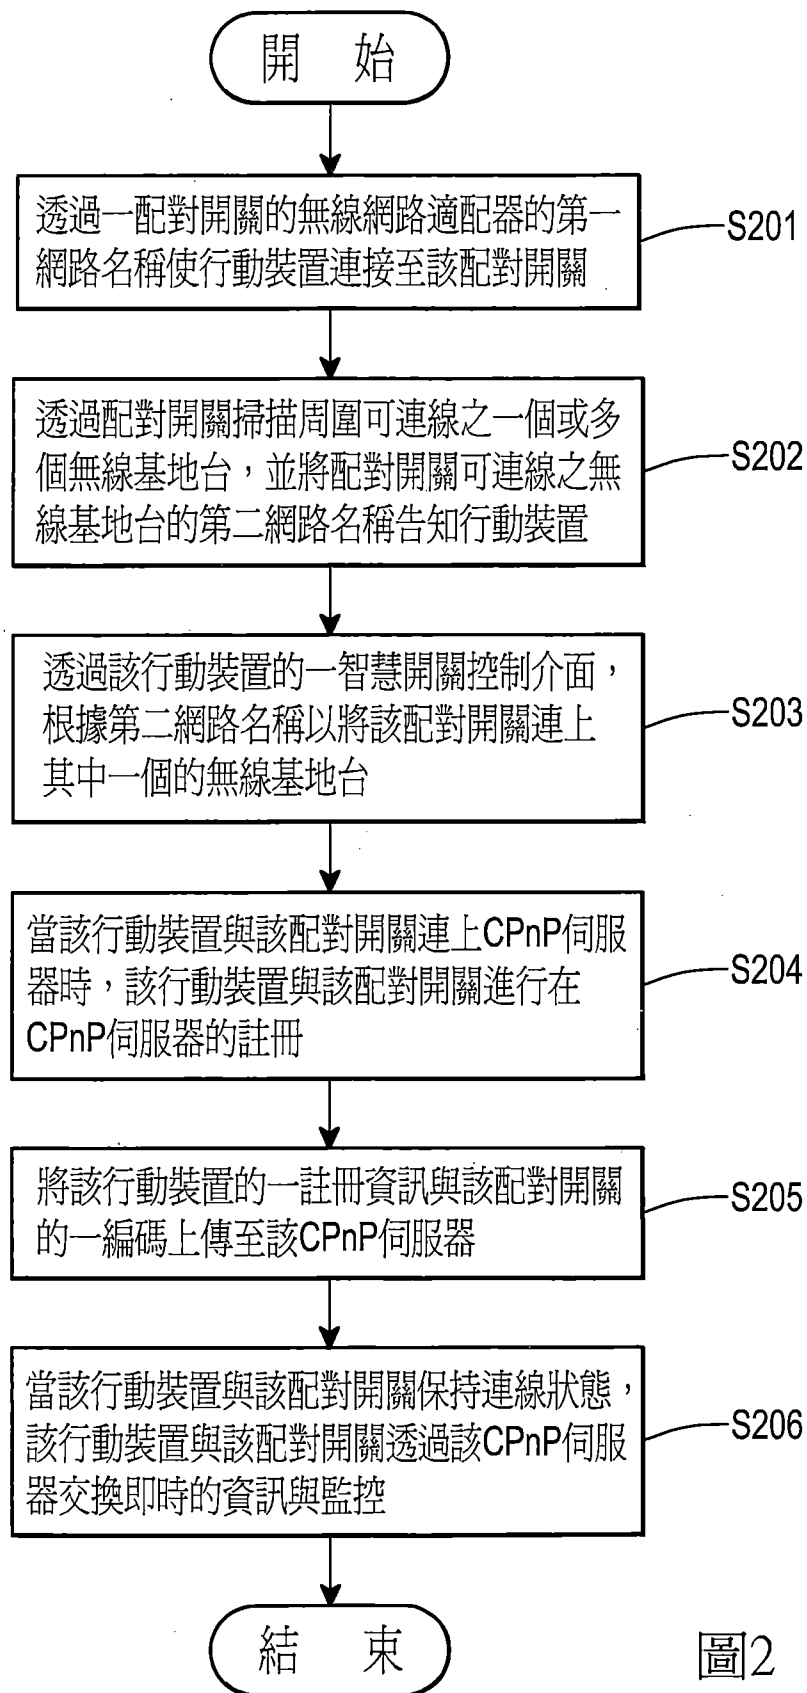 開 始
透過一配對開關的無線網路適配器的第一
網路名稱使行動裝置連接至該配對開關
S201
透過配對開關掃描周圍可連線之一個或多
個無線基地台，並將配對開關可連線之無
線基地台的第二網路名稱告知行動裝置
S202
透過該行動裝置的一智慧開關控制介面，
根據第二網路名稱以將該配對開關連上
其中一個的無線基地台
S203
當該行動裝置與該配對開關連上CPnP伺服
器時，該行動裝置與該配對開關進行在
CPnP伺服器的註冊
S204
將該行動裝置的一註冊資訊與該配對開關
的一編碼上傳至該CPnP伺服器
S205
當該行動裝置與該配對開關保持連線狀態，
該行動裝置與該配對開關透過該CPnP伺服
器交換即時的資訊與監控
S206
結 束
圖2